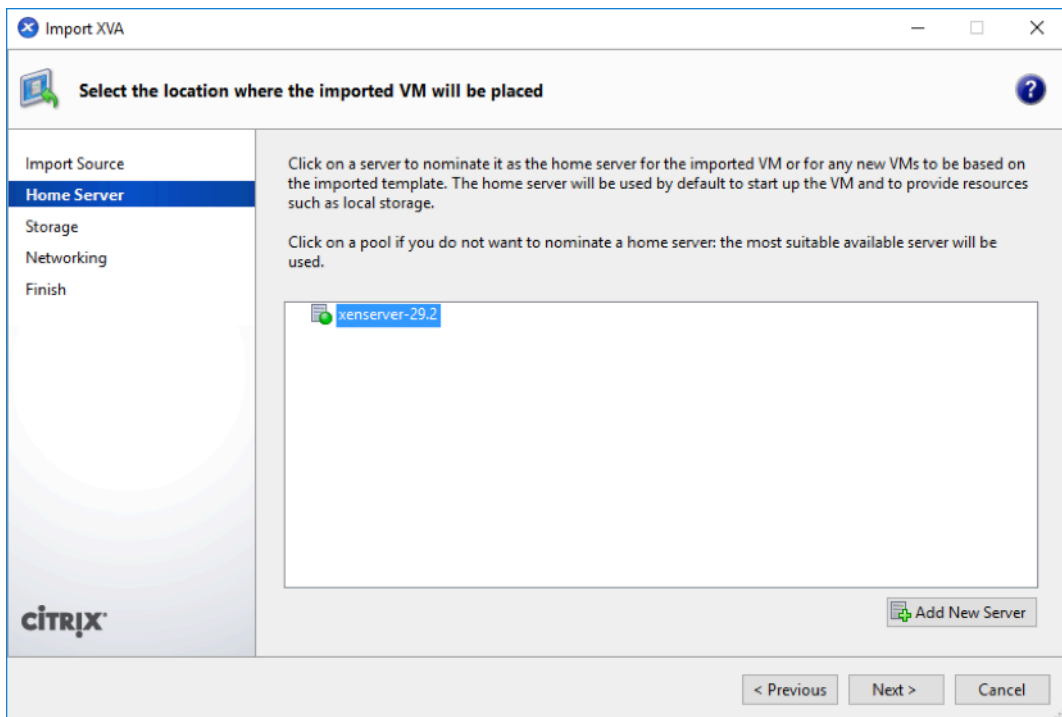 Import XVA
Select the location where the imported VM will be placed
?
Import Source
Home Server
Storage
Networking
Finish
Click on a server to nominate it as the home server for the imported VM or for any new VMs to be based on
the imported template. The home server will be used by default to start up the VM and to provide resources
such as local storage.
Click on a pool if you do not want to nominate a home server: the most suitable available server will be
used.
xenserver-29.2
CİTRIX
Add New Server
< Previous
Next >
Cancel